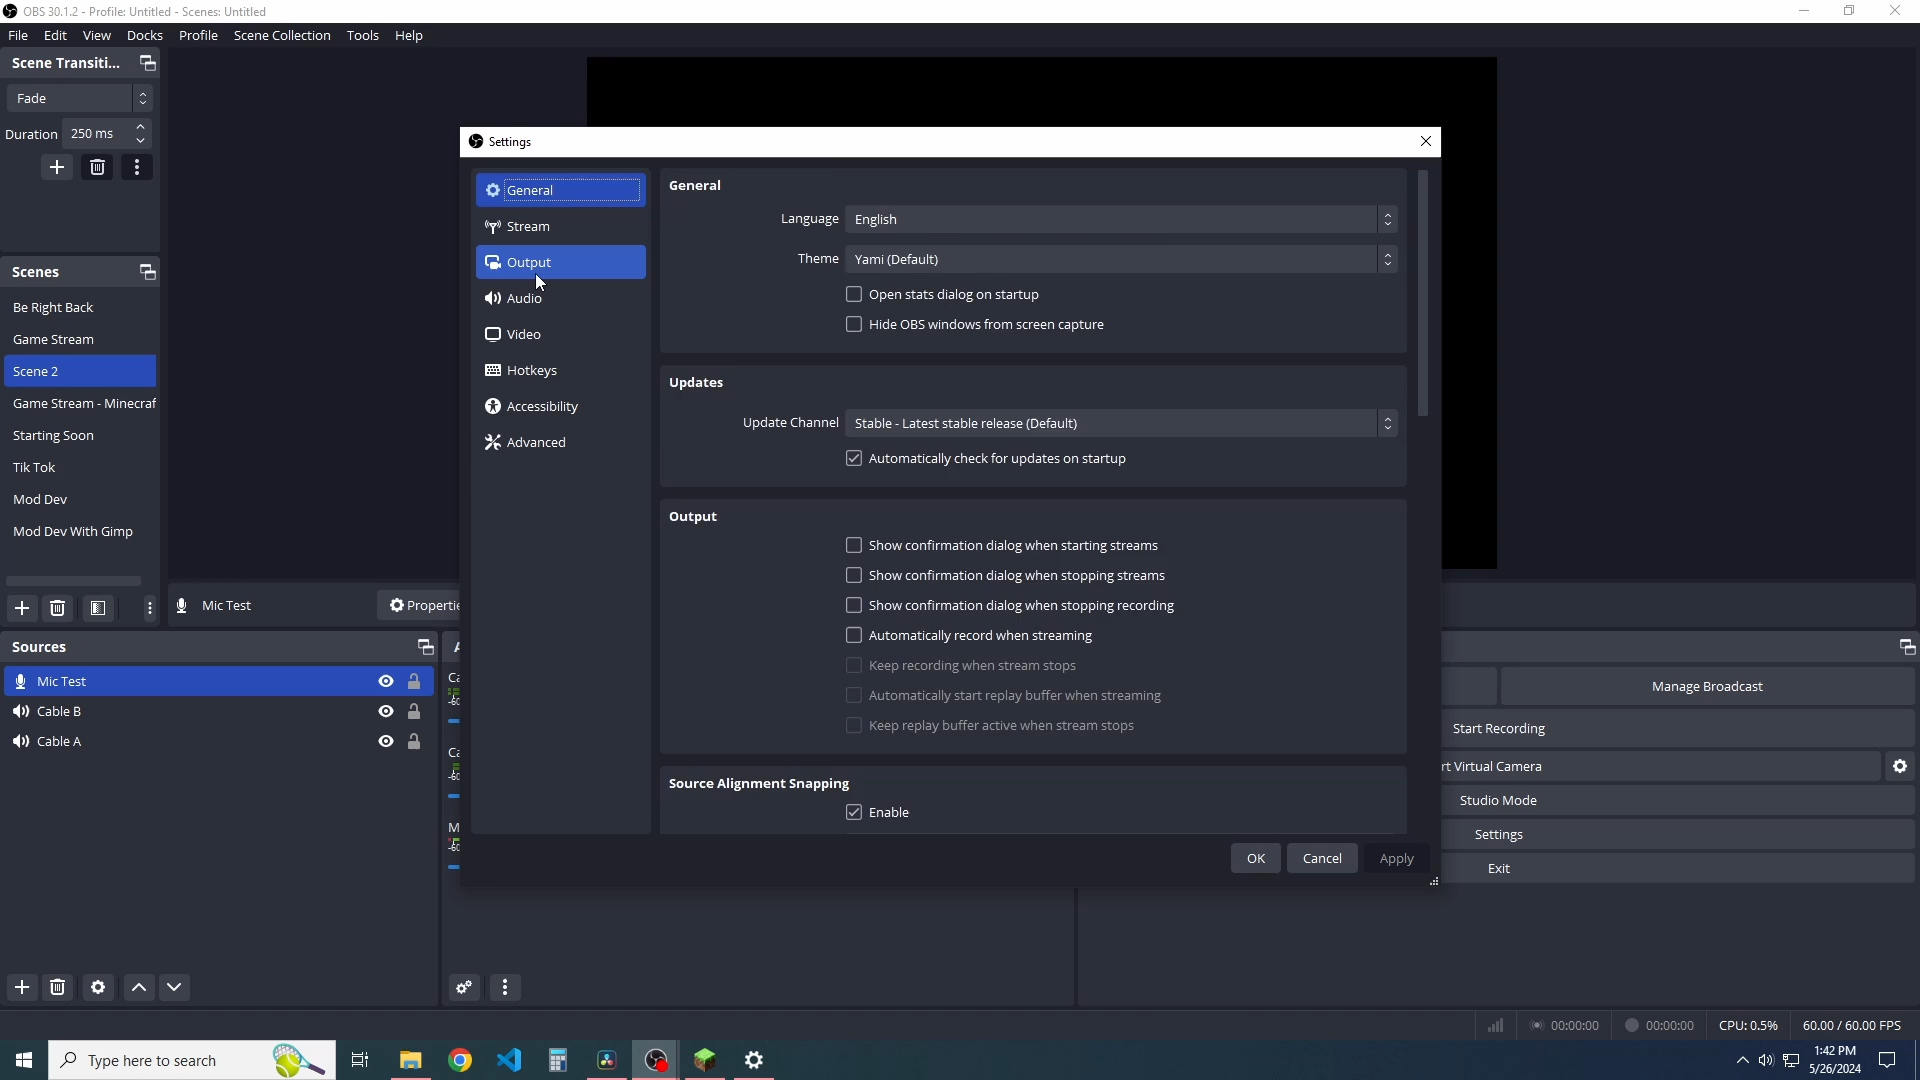 OBS 30.1.2 - Profile: Untitled - Scenes: Untitled
File Edit View Docks Profile Scene Collection Tools Help
Scene Transiti...
Fade
Duration 250 ms
Scenes
Be Right Back
Game Stream
Scene 2
Game Stream - Minecraf
Starting Soon
Tik Tok
Mod Dev
Mod Dev With Gimp
Mic Test
Propertie
Sources
Mic Test
Cable B
Cable A
Settings
General
Stream
Output
Audio
Video
Hotkeys
Accessibility
Advanced
General
Language English
Theme Yami (Default)
Open stats dialog on startup
Hide OBS windows from screen capture
Updates
Update Channel Stable - Latest stable release (Default)
Automatically check for updates on startup
Output
Show confirmation dialog when starting streams
Show confirmation dialog when stopping streams
Show confirmation dialog when stopping recording
Automatically record when streaming
Keep recording when stream stops
Automatically start replay buffer when streaming
Keep replay buffer active when stream stops
Source Alignment Snapping
Enable
OK Cancel Apply
Manage Broadcast
Start Recording
rt Virtual Camera
Studio Mode
Settings
Exit
00:00:00 00:00:00 CPU: 0.5% 60.00 / 60.00 FPS
Type here to search
1:42 PM
5/26/2024